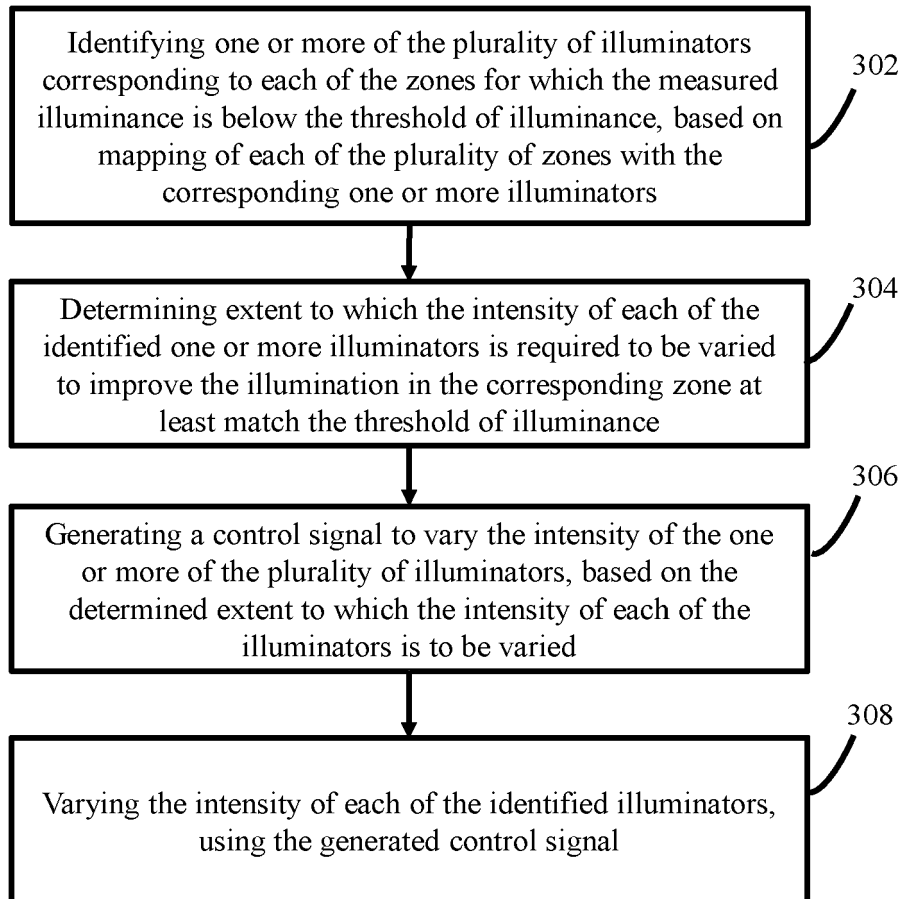 Identifying one or more of the plurality of illuminators
corresponding to each of the zones for which the measured
illuminance is below the threshold of illuminance, based on
mapping of each of the plurality of zones with the
corresponding one or more illuminators
302
Determining extent to which the intensity of each of the
identified one or more illuminators is required to be varied
to improve the illumination in the corresponding zone at
least match the threshold of illuminance
304
Generating a control signal to vary the intensity of the one
or more of the plurality of illuminators, based on the
determined extent to which the intensity of each of the
illuminators is to be varied
306
Varying the intensity of each of the identified illuminators,
using the generated control signal
308